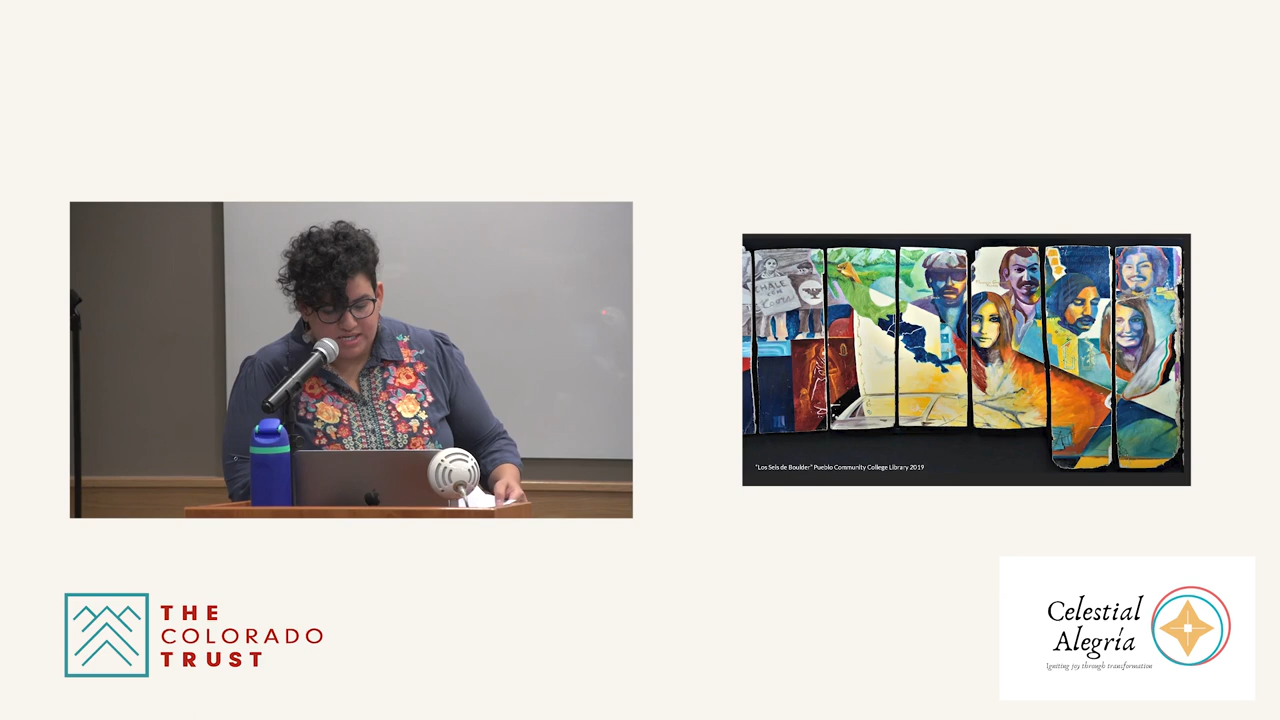 CHALE
CON
COORS
"Los Seis de Boulder" Pueblo Community College Library 2019
THE
COLORADO
TRUST
Celestial
Alegría
Igniting joy through transformation